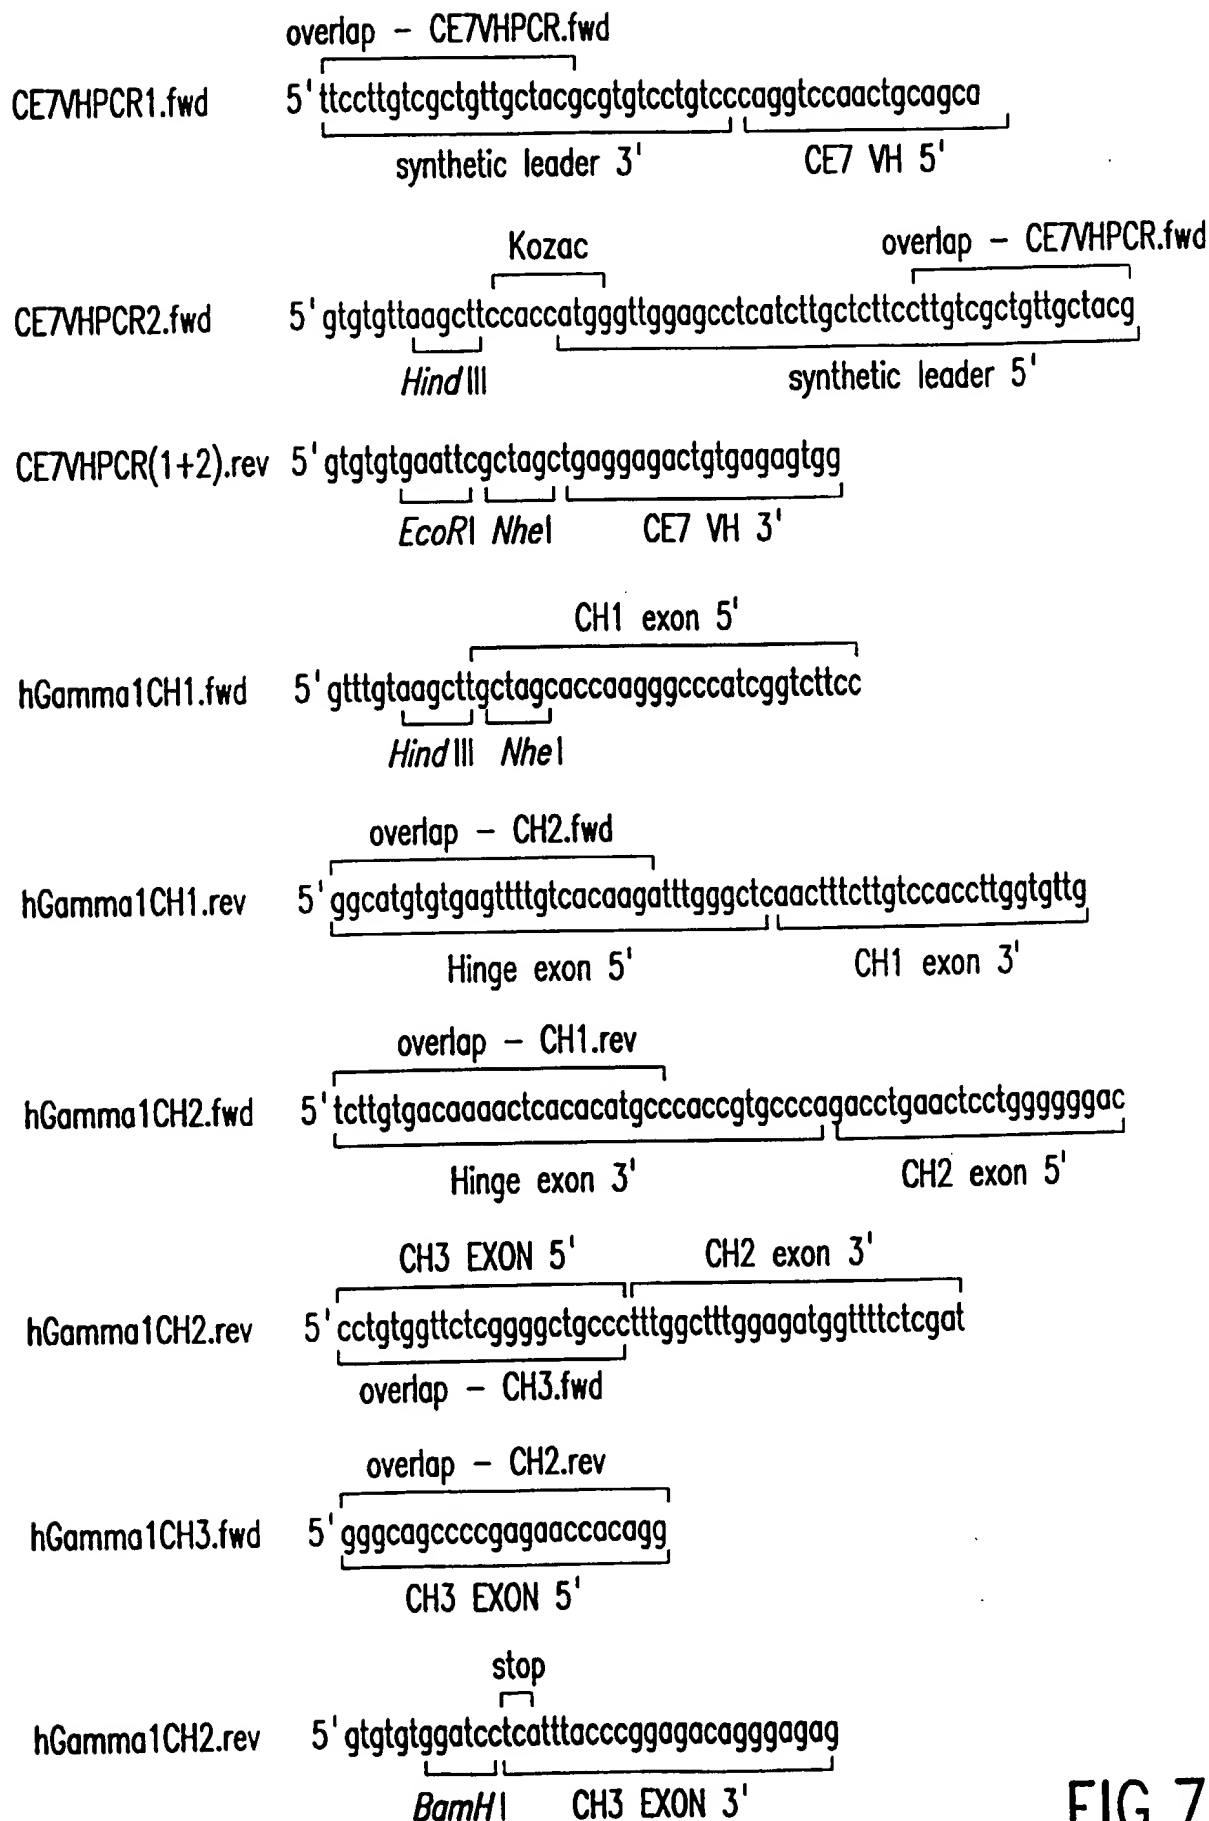 overlap - CE7VHPCR.fwd
CE7VHPCR1.fwd 5'ttccttgtcgctgttgctacgcgtgtcctgtcccaggtccaactgcagca
synthetic leader 3' CE7 VH 5'
Kozac overlap - CE7VHPCR.fwd
CE7VHPCR2.fwd 5'gtgtgttaagcttccaccatgggttggagcctcatcttgctcttccttgtcgctgttgctacg
HindIII synthetic leader 5'
CE7VHPCR(1+2).rev 5'gtgtgtgaattcgctagctgaggagactgtgagagtgg
EcoRI NheI CE7 VH 3'
CH1 exon 5'
hGamma1CH1.fwd 5'gtttgtaagcttgctagcaccaagggcccatcggtcttcc
HindIII NheI
overlap - CH2.fwd
hGamma1CH1.rev 5'ggcatgtgtgagttttgtcacaagatttgggctcaactttcttgtccaccttggtgttg
Hinge exon 5' CH1 exon 3'
overlap - CH1.rev
hGamma1CH2.fwd 5'tcttgtgacaaaactcacacatgcccaccgtgcccagacctgaactcctggggggac
Hinge exon 3' CH2 exon 5'
CH3 EXON 5' CH2 exon 3'
hGamma1CH2.rev 5'cctgtggttctcggggctgccctttggctttggagatggttttctcgat
overlap - CH3.fwd
overlap - CH2.rev
hGamma1CH3.fwd 5'gggcagccccgagaaccacagg
CH3 EXON 5'
stop
hGamma1CH2.rev 5'gtgtgtggatcctcatttacccggagacagggagag
BamHI CH3 EXON 3'
FIG.7